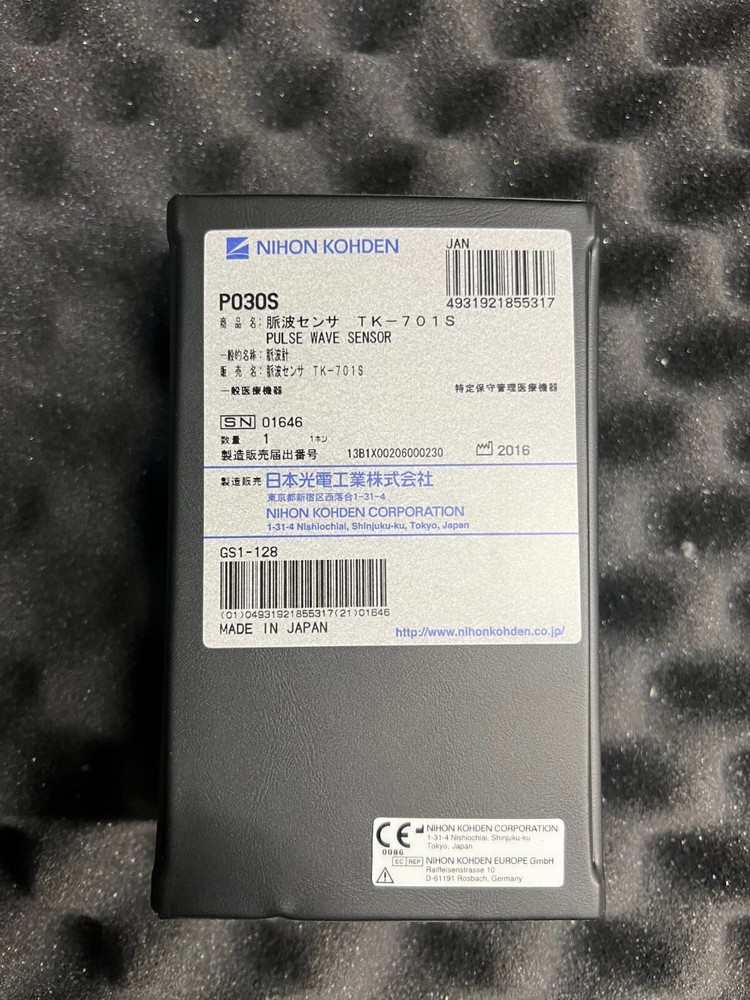 NIHON KOHDEN
JAN
4931921855317
P030S
商品名:脈波センサ TK-701S
PULSE WAVE SENSOR
一般的名称:脈波計
販売名:脈波センサ TK-701S
一般医療機器 特定保守管理医療機器
SN 01646
数量 1 1ホン
製造販売届出番号 13B1X00206000230 2016
製造販売 日本光電工業株式会社
東京都新宿区西落合1-31-4
NIHON KOHDEN CORPORATION
1-31-4 Nishiochiai, Shinjuku-ku, Tokyo, Japan
GS1-128
(01)04931921855317(21)01646
MADE IN JAPAN http://www.nihonkohden.co.jp/
CE
0086
NIHON KOHDEN CORPORATION
1-31-4 Nishiochiai, Shinjuku-ku
Tokyo, Japan
EC REP NIHON KOHDEN EUROPE GmbH
Raiffeisenstrasse 10
D-61191 Rosbach, Germany